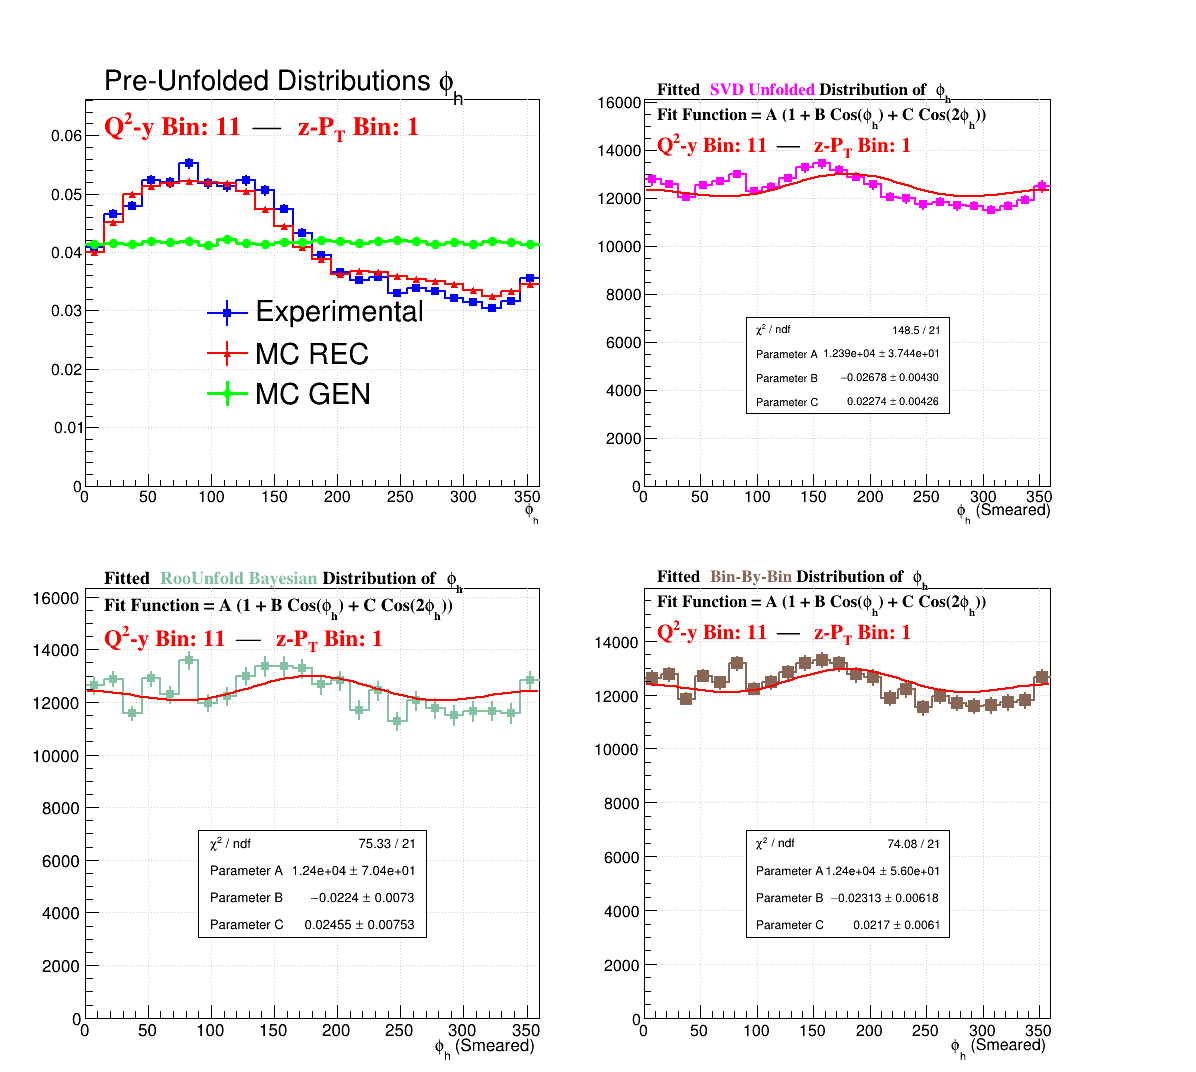 Pre-Unfolded Distributions ϕh
Q²-y Bin: 11 — z-PT Bin: 1
0.06
0.05
0.04
0.03
0.02
0.01
0
Experimental
MC REC
MC GEN
0 50 100 150 200 250 300 350
ϕh
Fitted SVD Unfolded Distribution of ϕh
Fit Function = A (1 + B Cos(ϕh) + C Cos(2ϕh))
Q²-y Bin: 11 — z-PT Bin: 1
16000
14000
12000
10000
8000
6000
4000
2000
0
χ² / ndf 148.5 / 21
Parameter A 1.239e+04 ± 3.744e+01
Parameter B −0.02678 ± 0.00430
Parameter C 0.02274 ± 0.00426
0 50 100 150 200 250 300 350
ϕh (Smeared)
Fitted RooUnfold Bayesian Distribution of ϕh
Fit Function = A (1 + B Cos(ϕh) + C Cos(2ϕh))
Q²-y Bin: 11 — z-PT Bin: 1
16000
14000
12000
10000
8000
6000
4000
2000
0
χ² / ndf 75.33 / 21
Parameter A 1.24e+04 ± 7.04e+01
Parameter B −0.0224 ± 0.0073
Parameter C 0.02455 ± 0.00753
0 50 100 150 200 250 300 350
ϕh (Smeared)
Fitted Bin-By-Bin Distribution of ϕh
Fit Function = A (1 + B Cos(ϕh) + C Cos(2ϕh))
Q²-y Bin: 11 — z-PT Bin: 1
14000
12000
10000
8000
6000
4000
2000
0
χ² / ndf 74.08 / 21
Parameter A 1.24e+04 ± 5.60e+01
Parameter B −0.02313 ± 0.00618
Parameter C 0.0217 ± 0.0061
0 50 100 150 200 250 300 350
ϕh (Smeared)